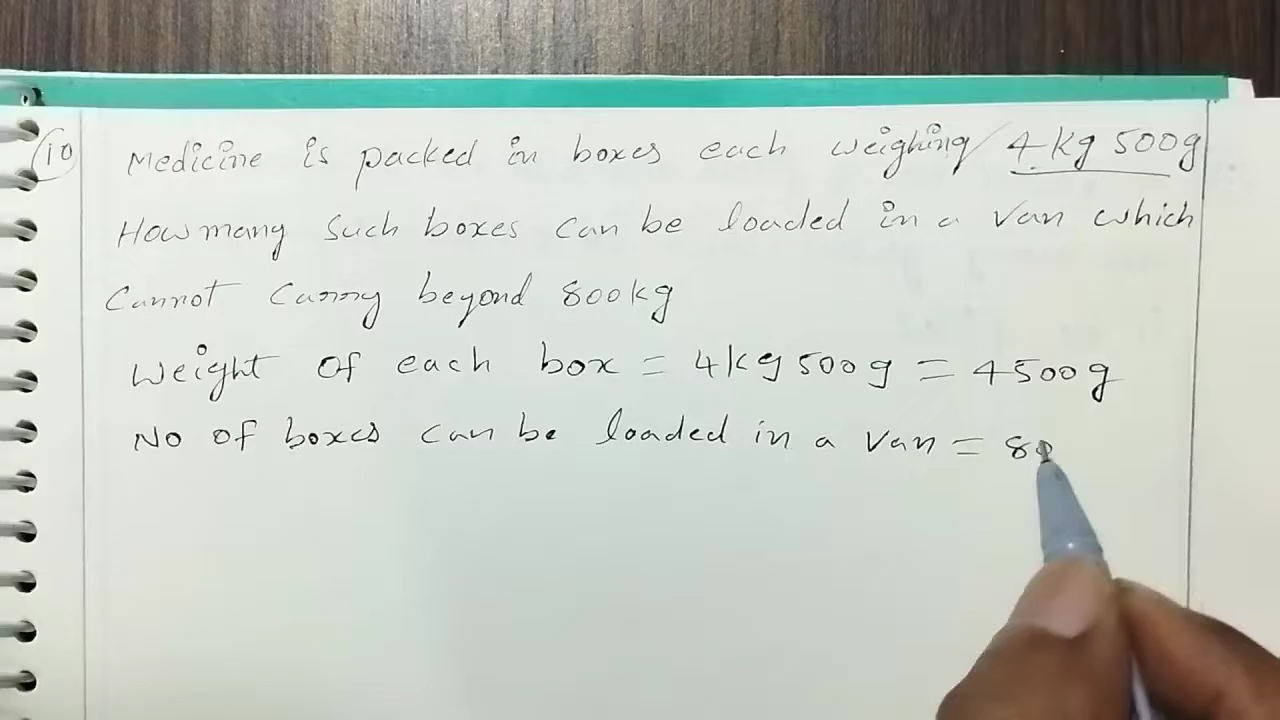 10 Medicine is packed in boxes each weighing 4 kg 500g
How many such boxes can be loaded in a van which
Cannot Carry beyond 800kg
Weight of each box = 4kg 500g = 4500g
No of boxes can be loaded in a van = 80